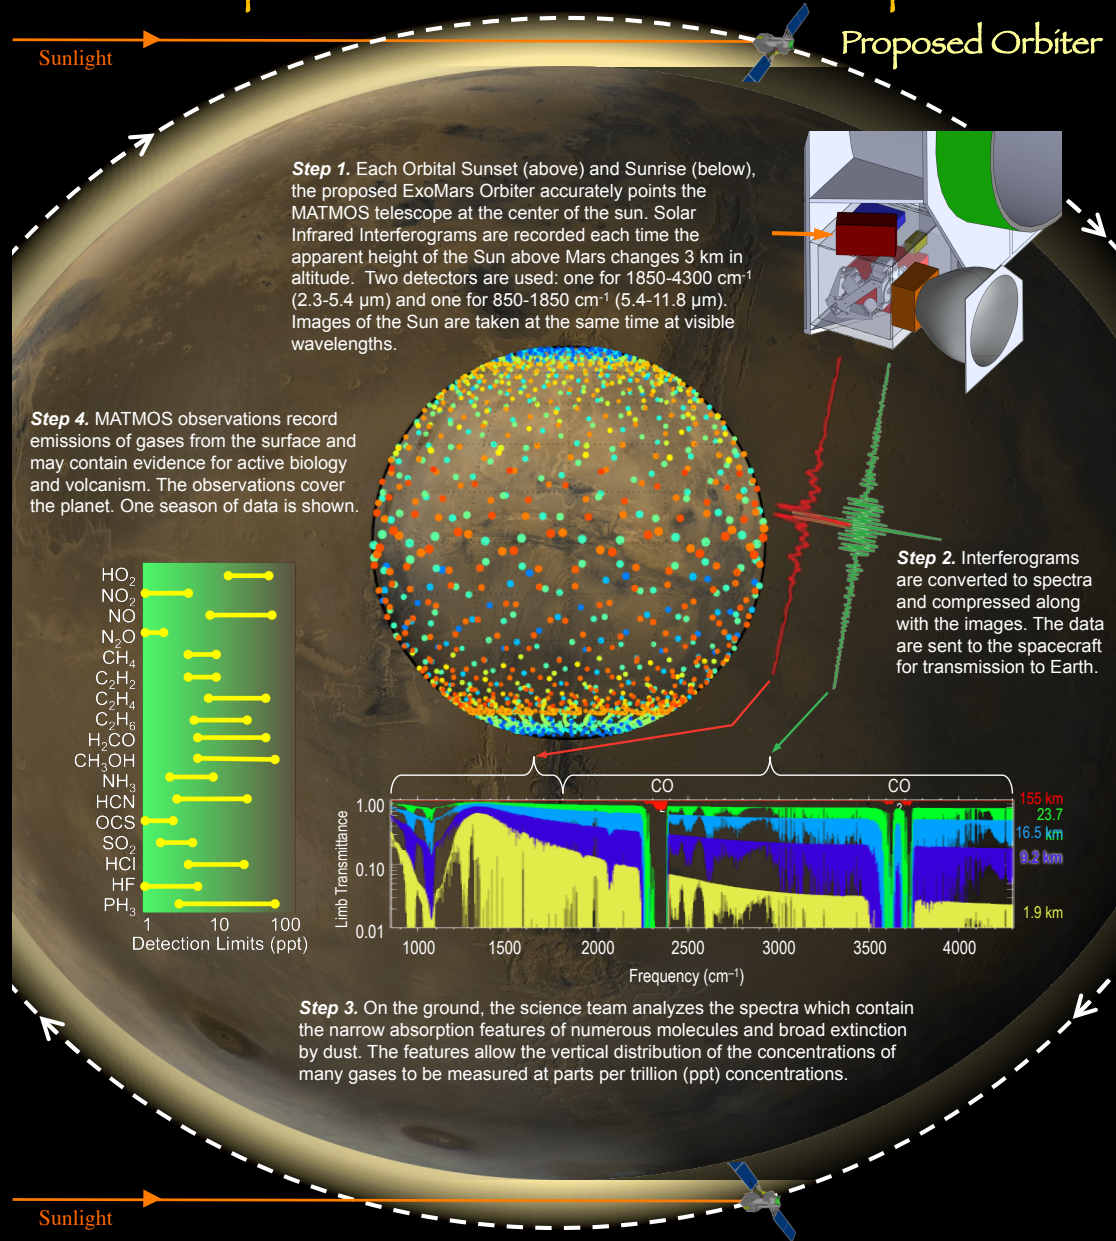 Sunlight
Proposed Orbiter
Step 1. Each Orbital Sunset (above) and Sunrise (below),
the proposed ExoMars Orbiter accurately points the
MATMOS telescope at the center of the sun. Solar
Infrared Interferograms are recorded each time the
apparent height of the Sun above Mars changes 3 km in
altitude. Two detectors are used: one for 1850-4300 cm⁻¹
(2.3-5.4 µm) and one for 850-1850 cm⁻¹ (5.4-11.8 µm).
Images of the Sun are taken at the same time at visible
wavelengths.
Step 4. MATMOS observations record
emissions of gases from the surface and
may contain evidence for active biology
and volcanism. The observations cover
the planet. One season of data is shown.
Step 2. Interferograms
are converted to spectra
and compressed along
with the images. The data
are sent to the spacecraft
for transmission to Earth.
HO₂
NO₂
NO
N₂O
CH₄
C₂H₂
C₂H₄
C₂H₆
H₂CO
CH₃OH
NH₃
HCN
OCS
SO₂
HCl
HF
PH₃
1 10 100
Detection Limits (ppt)
CO₂ CO₂
Limb Transmittance
1.00
0.10
0.01
155 km
23.7 km
16.5 km
9.2 km
1.9 km
1000 1500 2000 2500 3000 3500 4000
Frequency (cm⁻¹)
Step 3. On the ground, the science team analyzes the spectra which contain
the narrow absorption features of numerous molecules and broad extinction
by dust. The features allow the vertical distribution of the concentrations of
many gases to be measured at parts per trillion (ppt) concentrations.
Sunlight